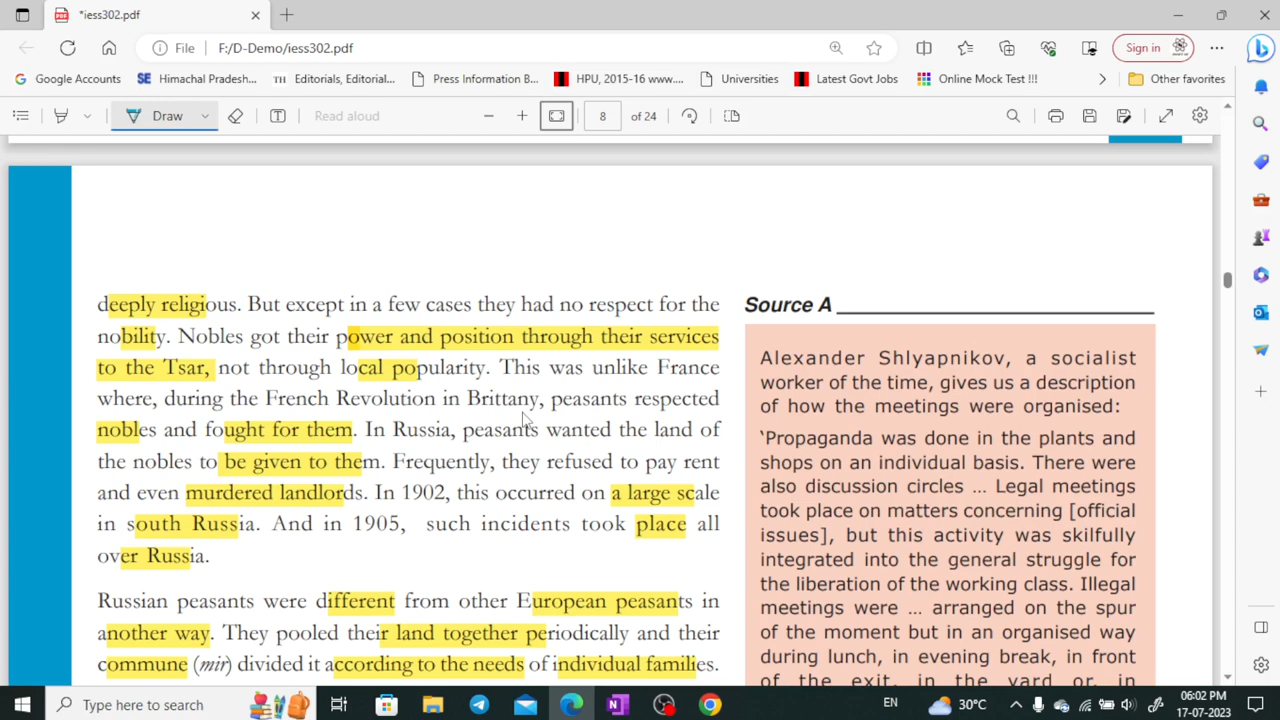 *iess302.pdf
File
F:/D-Demo/iess302.pdf
Sign in
Google Accounts
SE Himachal Pradesh...
TH Editorials, Editorial...
Press Information B...
HPU, 2015-16 www....
Universities
Latest Govt Jobs
Online Mock Test !!!
Other favorites
Draw
Read aloud
8 of 24
deeply religious. But except in a few cases they had no respect for the
nobility. Nobles got their power and position through their services
to the Tsar, not through local popularity. This was unlike France
where, during the French Revolution in Brittany, peasants respected
nobles and fought for them. In Russia, peasants wanted the land of
the nobles to be given to them. Frequently, they refused to pay rent
and even murdered landlords. In 1902, this occurred on a large scale
in south Russia. And in 1905, such incidents took place all
over Russia.
Russian peasants were different from other European peasants in
another way. They pooled their land together periodically and their
commune (mir) divided it according to the needs of individual families.
Source A
Alexander Shlyapnikov, a socialist
worker of the time, gives us a description
of how the meetings were organised:
'Propaganda was done in the plants and
shops on an individual basis. There were
also discussion circles … Legal meetings
took place on matters concerning [official
issues], but this activity was skilfully
integrated into the general struggle for
the liberation of the working class. Illegal
meetings were … arranged on the spur
of the moment but in an organised way
during lunch, in evening break, in front
of the exit, in the yard or, in
Type here to search
30°C
EN
06:02 PM
17-07-2023